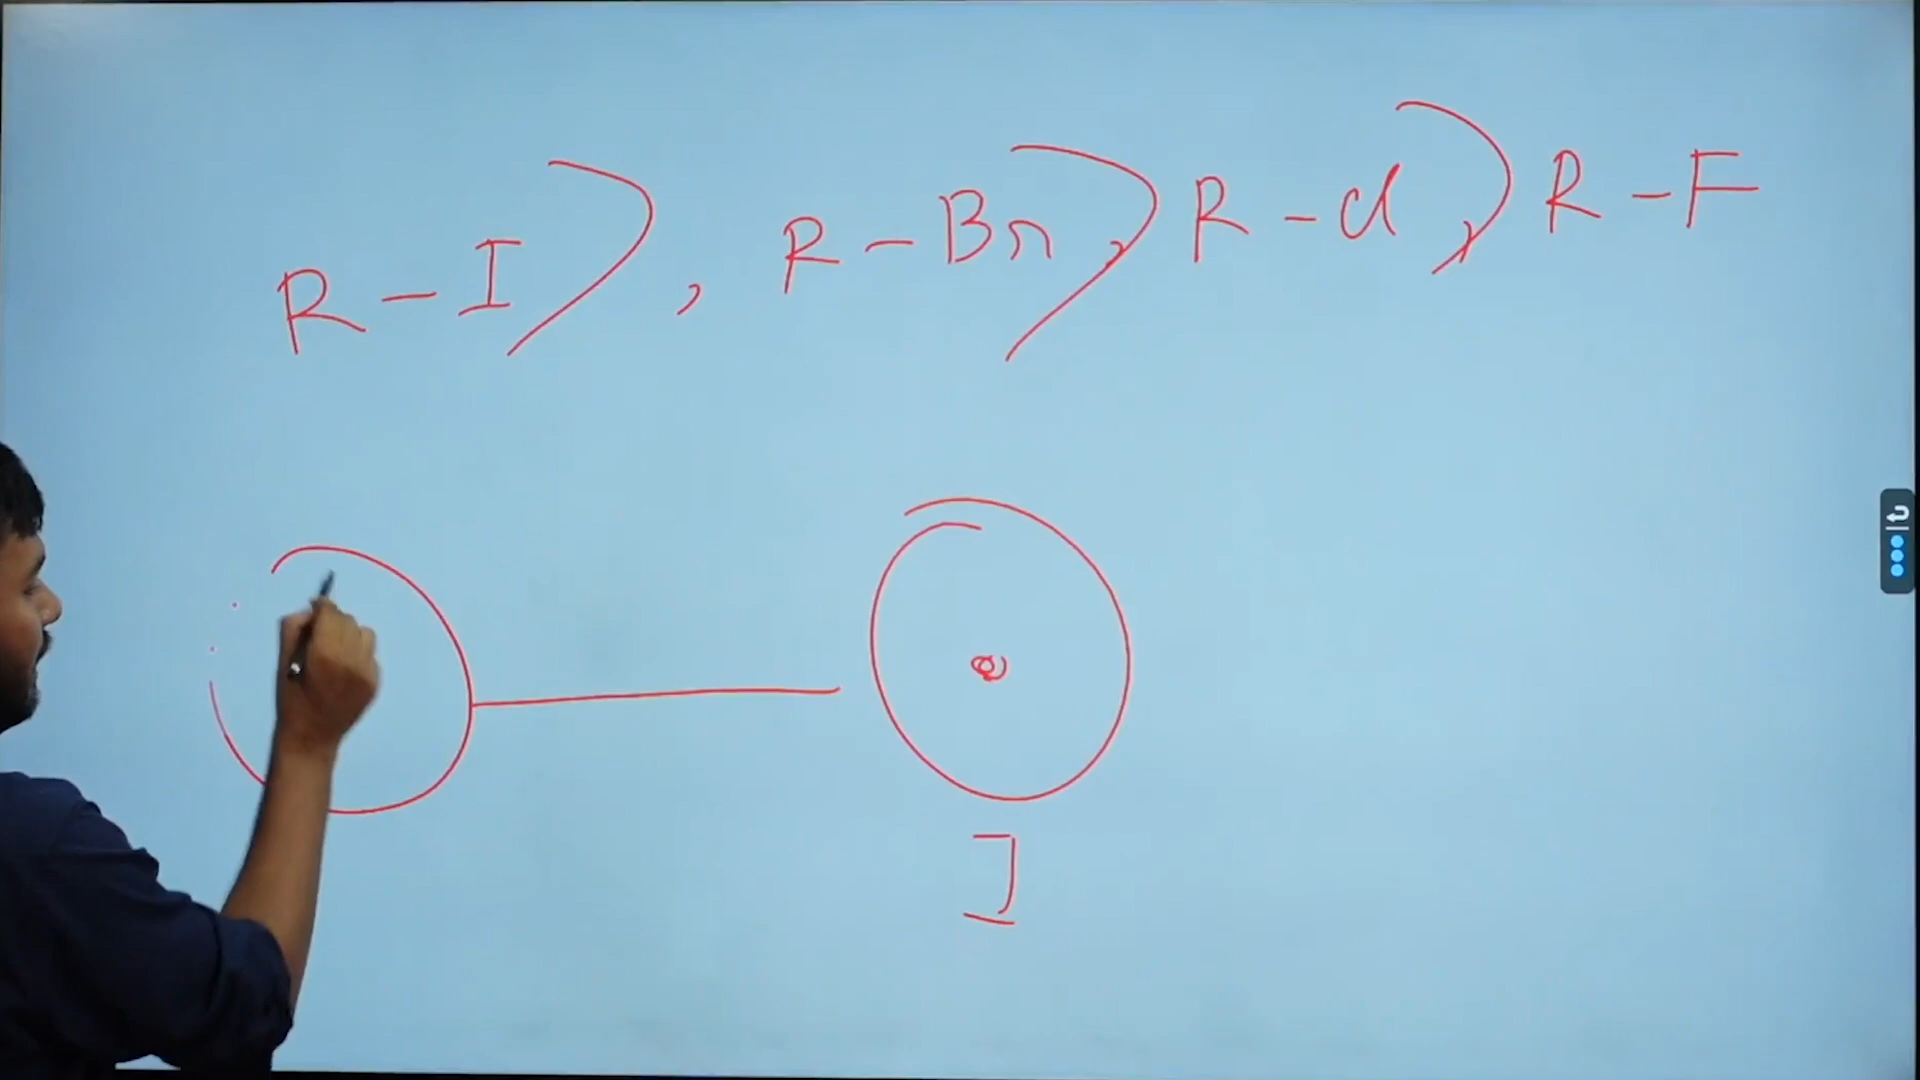 R-I > , R-Br, > R-Cl, > R-F
I